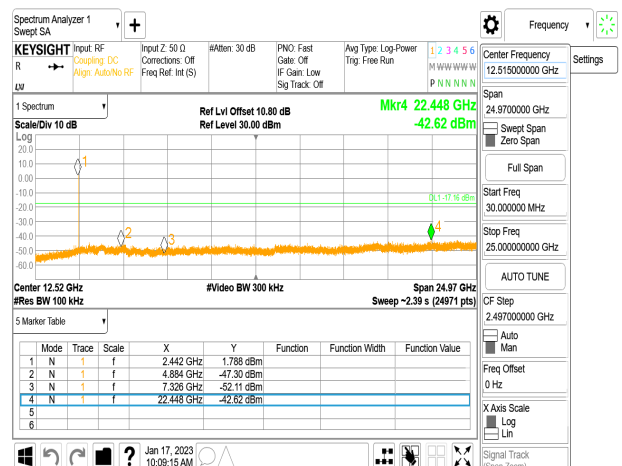 Spectrum Analyzer 1
Swept SA
Frequency
KEYSIGHT
R
Input: RF
Coupling: DC
Align: Auto/No RF
Input Z: 50 Ω
Corrections: Off
Freq Ref: Int (S)
#Atten: 30 dB
PNO: Fast
Gate: Off
IF Gain: Low
Sig Track: Off
Avg Type: Log-Power
Trig: Free Run
1 2 3 4 5 6
M W W W W W
P N N N N N
1 Spectrum
Scale/Div 10 dB
Ref Lvl Offset 10.80 dB
Ref Level 30.00 dBm
Mkr4 22.448 GHz
-42.62 dBm
Log
20.0
10.0
0.00
-10.0
-20.0
-30.0
-40.0
-50.0
-60.0
1
2
3
4
DL1 -17.16 dBm
Center 12.52 GHz
#Res BW 100 kHz
#Video BW 300 kHz
Span 24.97 GHz
Sweep ~2.39 s (24971 pts)
5 Marker Table
Mode Trace Scale X Y Function Function Width Function Value
1 N 1 f 2.442 GHz 1.788 dBm
2 N 1 f 4.884 GHz -47.30 dBm
3 N 1 f 7.326 GHz -52.11 dBm
4 N 1 f 22.448 GHz -42.62 dBm
5
6
?
Jan 17, 2023
10:09:15 AM
Center Frequency
12.515000000 GHz
Settings
Span
24.9700000 GHz
Swept Span
Zero Span
Full Span
Start Freq
30.000000 MHz
Stop Freq
25.000000000 GHz
AUTO TUNE
CF Step
2.497000000 GHz
Auto
Man
Freq Offset
0 Hz
X Axis Scale
Log
Lin
Signal Track
(Span Zoom)